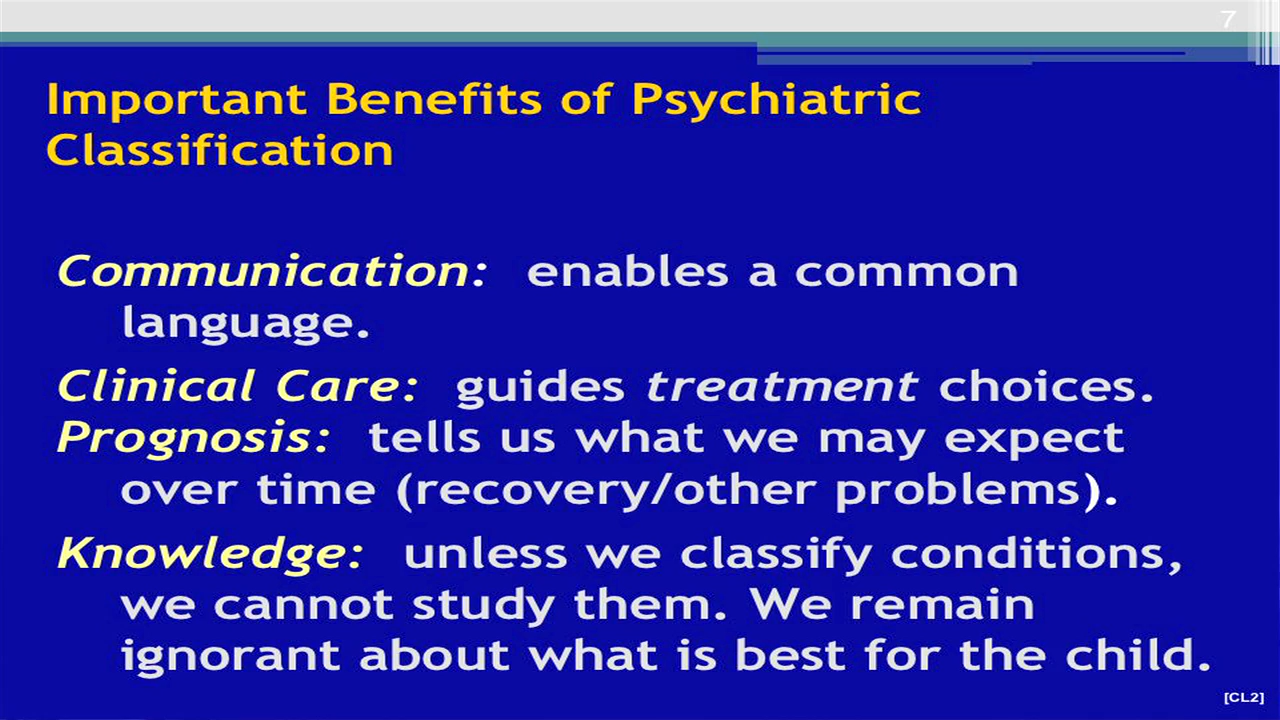 7
Important Benefits of Psychiatric
Classification
Communication: enables a common
language.
Clinical Care: guides treatment choices.
Prognosis: tells us what we may expect
over time (recovery/other problems).
Knowledge: unless we classify conditions,
we cannot study them. We remain
ignorant about what is best for the child.
[CL2]